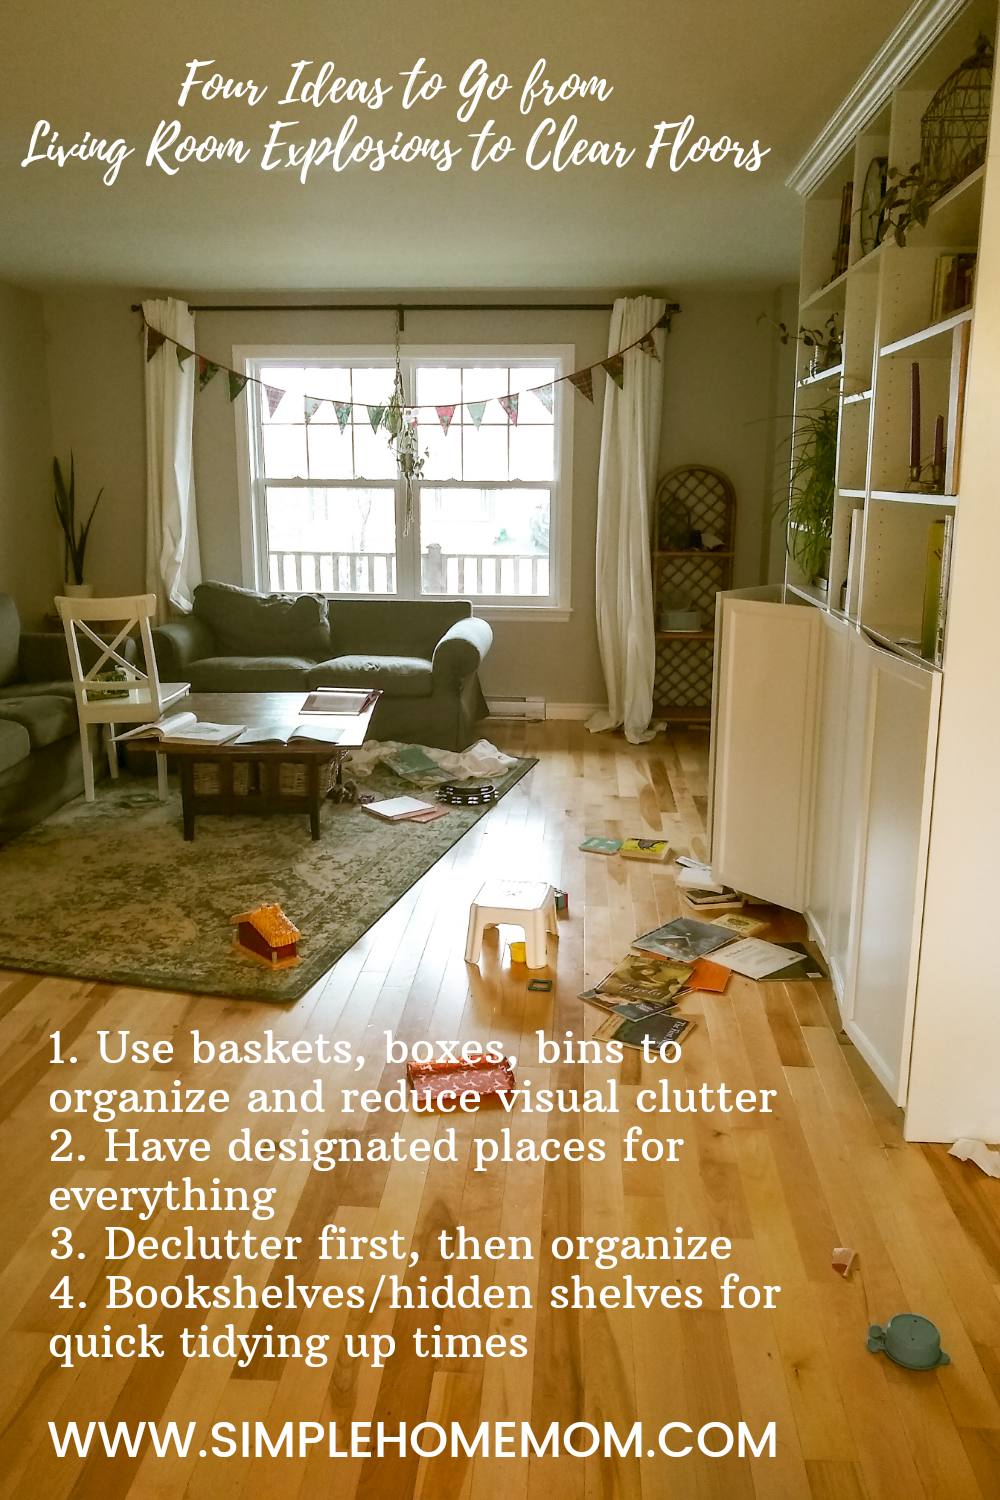 Four Ideas to Go from
Living Room Explosions to Clear Floors
1. Use baskets, boxes, bins to
organize and reduce visual clutter
2. Have designated places for
everything
3. Declutter first, then organize
4. Bookshelves/hidden shelves for
quick tidying up times
WWW.SIMPLEHOMEMOM.COM